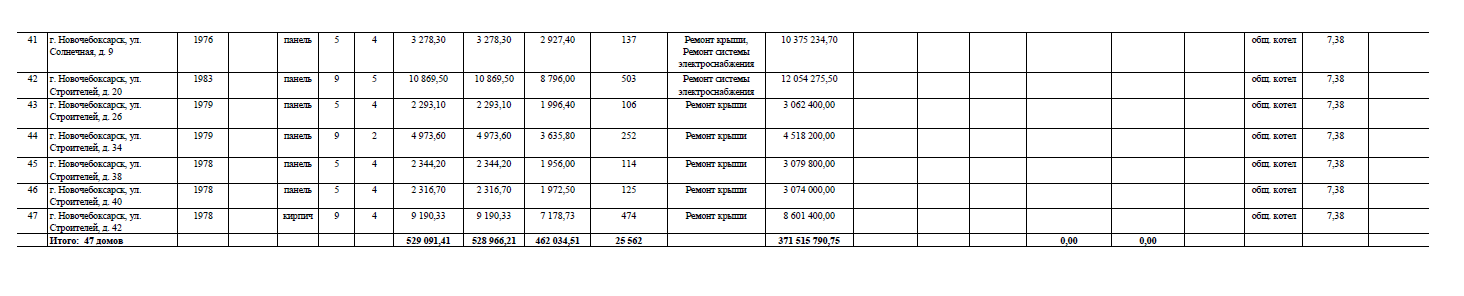 41 г. Новочебоксарск, ул. 1976 панель 5 4 3 278,30 3 278,30 2 927,40 137 Ремонт крыши, 10 375 234,70 общ. котел 7,38
Солнечная, д. 9 Ремонт системы
электроснабжения
42 г. Новочебоксарск, ул. 1983 панель 9 5 10 869,50 10 869,50 8 796,00 503 Ремонт системы 12 054 275,50 общ. котел 7,38
Строителей, д. 20 электроснабжения
43 г. Новочебоксарск, ул. 1979 панель 5 4 2 293,10 2 293,10 1 996,40 106 Ремонт крыши 3 062 400,00 общ. котел 7,38
Строителей, д. 26
44 г. Новочебоксарск, ул. 1979 панель 9 2 4 973,60 4 973,60 3 635,80 252 Ремонт крыши 4 518 200,00 общ. котел 7,38
Строителей, д. 34
45 г. Новочебоксарск, ул. 1978 панель 5 4 2 344,20 2 344,20 1 956,00 114 Ремонт крыши 3 079 800,00 общ. котел 7,38
Строителей, д. 38
46 г. Новочебоксарск, ул. 1978 панель 5 4 2 316,70 2 316,70 1 972,50 125 Ремонт крыши 3 074 000,00 общ. котел 7,38
Строителей, д. 40
47 г. Новочебоксарск, ул. 1978 кирпич 9 4 9 190,33 9 190,33 7 178,73 474 Ремонт крыши 8 601 400,00 общ. котел 7,38
Строителей, д. 42
Итого: 47 домов 529 091,41 528 966,21 462 034,51 25 562 371 515 790,75 0,00 0,00